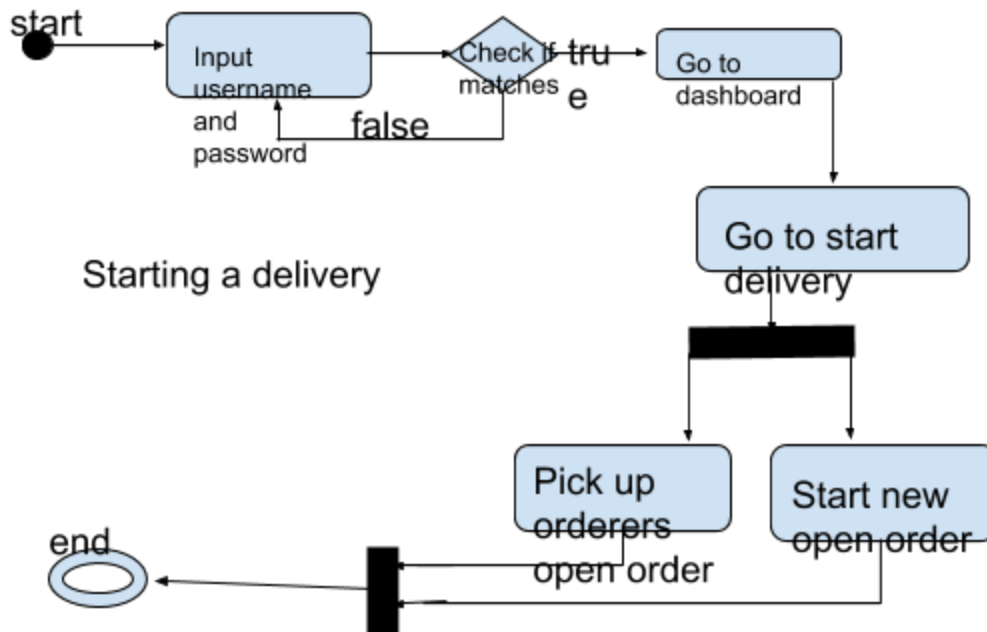 start
Input
username
and
password
Check if
matches
tru
e
false
Go to
dashboard
Go to start
delivery
Starting a delivery
Pick up
orderers
open order
Start new
open order
end